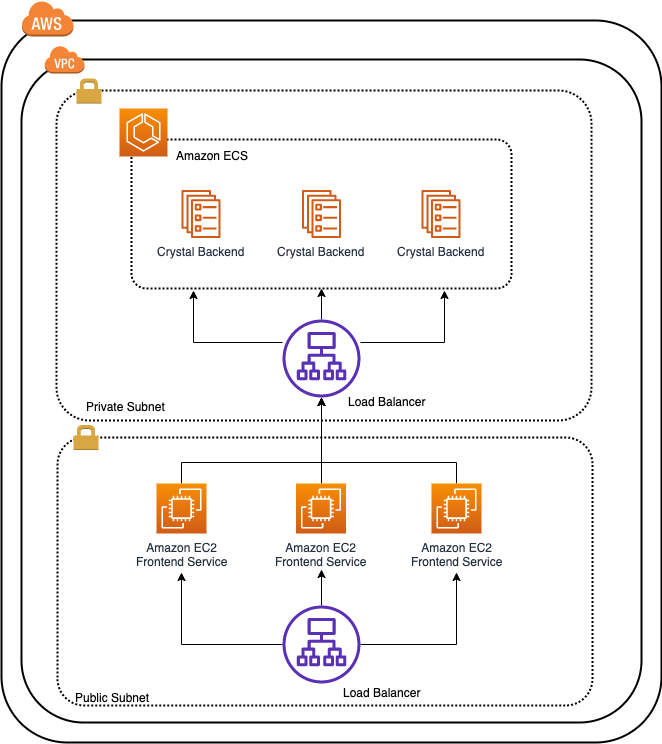 AWS
VPC
Amazon ECS
Crystal Backend
Crystal Backend
Crystal Backend
Load Balancer
Private Subnet
Amazon EC2
Frontend Service
Amazon EC2
Frontend Service
Amazon EC2
Frontend Service
Load Balancer
Public Subnet